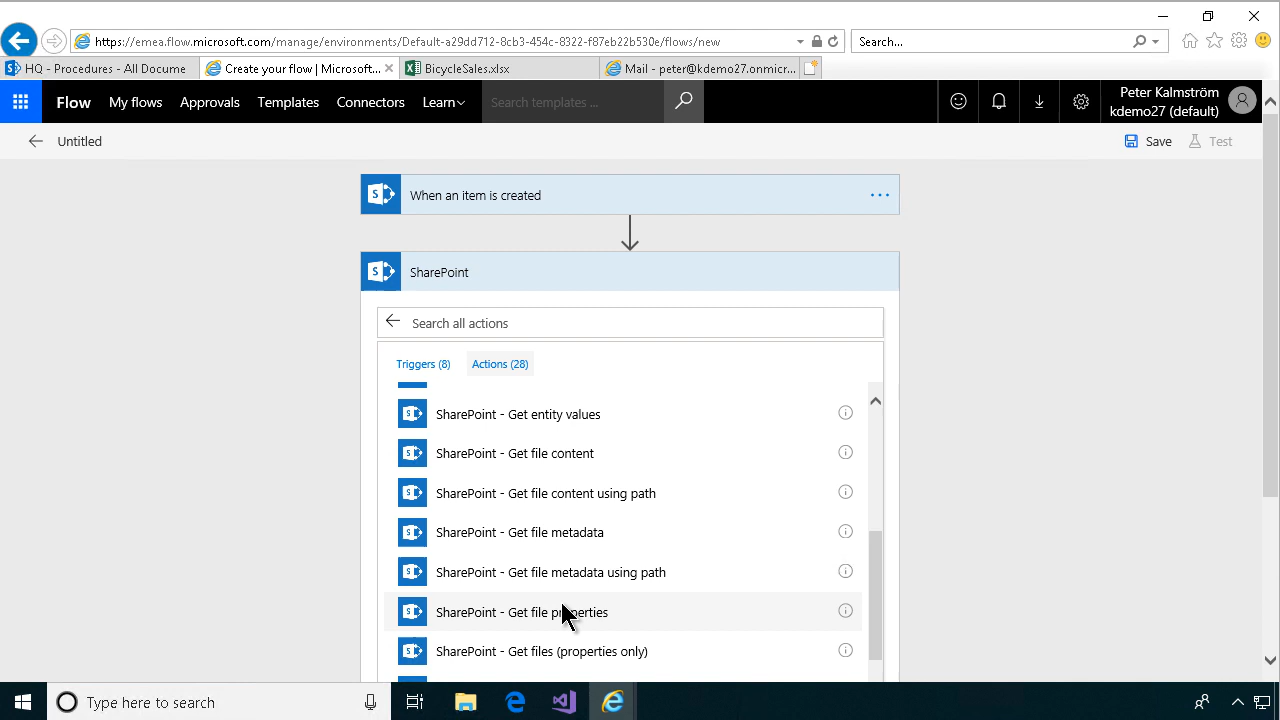 https://emea.flow.microsoft.com/manage/environments/Default-a29dd712-8cb3-454c-8322-f87eb22b530e/flows/new
Search...
HQ - Procedures - All Docume
Create your flow | Microsoft...
BicycleSales.xlsx
Mail - peter@kdemo27.onmicr...
Flow
My flows
Approvals
Templates
Connectors
Learn
Search templates ...
Peter Kalmström
kdemo27 (default)
Untitled
Save
Test
When an item is created
SharePoint
Search all actions
Triggers (8)
Actions (28)
SharePoint - Get entity values
SharePoint - Get file content
SharePoint - Get file content using path
SharePoint - Get file metadata
SharePoint - Get file metadata using path
SharePoint - Get file properties
SharePoint - Get files (properties only)
Type here to search